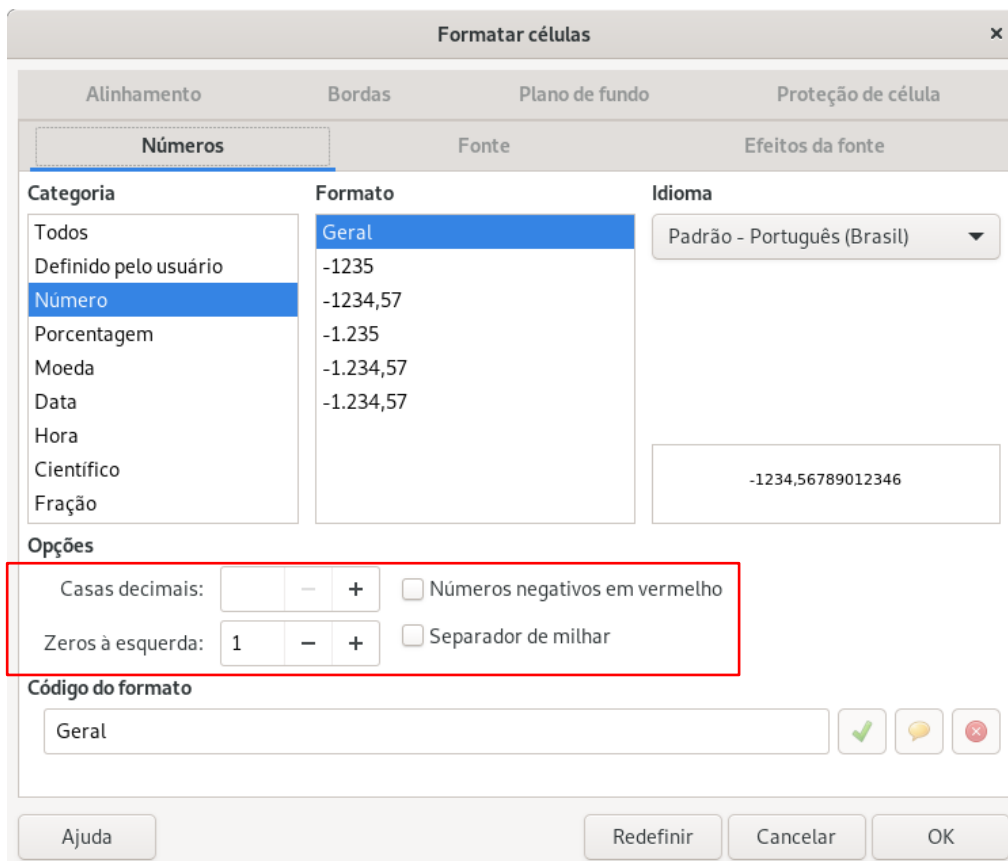 Formatar células
Alinhamento Bordas Plano de fundo Proteção de célula
Números Fonte Efeitos da fonte
Categoria Formato Idioma
Todos Geral Padrão - Português (Brasil)
Definido pelo usuário -1235
Número -1234,57
Porcentagem -1.235
Moeda -1.234,57
Data -1.234,57
Hora
Científico -1234,56789012346
Fração
Opções
Casas decimais: − + Números negativos em vermelho
Zeros à esquerda: 1 − + Separador de milhar
Código do formato
Geral
Ajuda Redefinir Cancelar OK